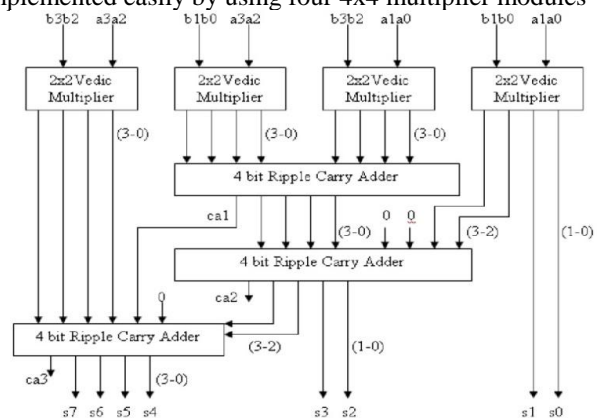 mplemented easily by using four 4x4 multiplier modules
b3b2 a3a2 b1b0 a3a2 b3b2 a1a0 b1b0 a1a0
2x2 Vedic Multiplier
2x2 Vedic Multiplier
2x2 Vedic Multiplier
2x2 Vedic Multiplier
(3-0) (3-0) (3-0)
4 bit Ripple Carry Adder
ca1 (3-0) 0 0 (3-2) (1-0)
4 bit Ripple Carry Adder
ca2 0
4 bit Ripple Carry Adder
(3-2) (1-0)
ca3 (3-0)
s7 s6 s5 s4 s3 s2 s1 s0